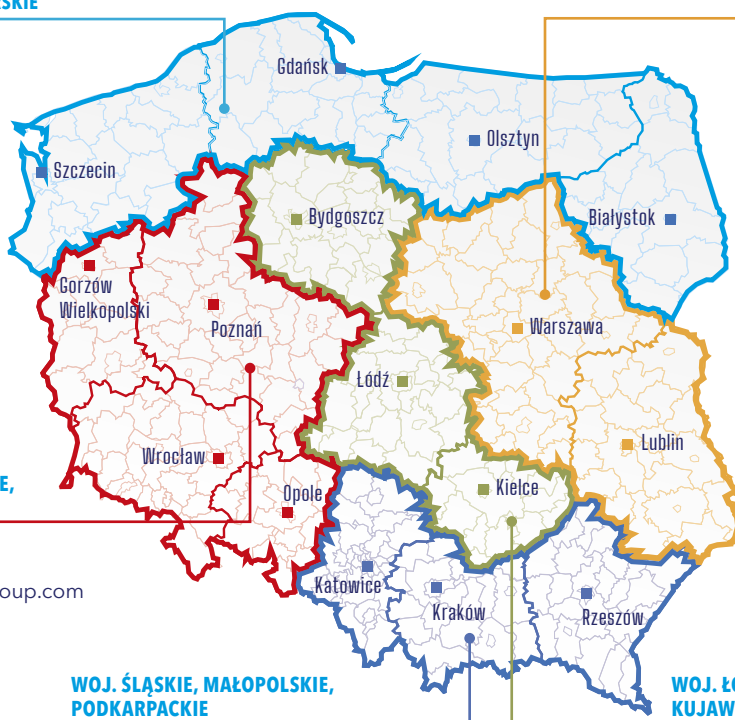 SKIE
Gdańsk
Olsztyn
Szczecin
Bydgoszcz
Białystok
Gorzów
Wielkopolski
Poznań
Warszawa
Łódź
Lublin
Wrocław
Kielce
E,
Opole
Katowice
oup.com
Kraków
Rzeszów
WOJ. ŚLĄSKIE, MAŁOPOLSKIE,
PODKARPACKIE
WOJ. ŁO
KUJAW